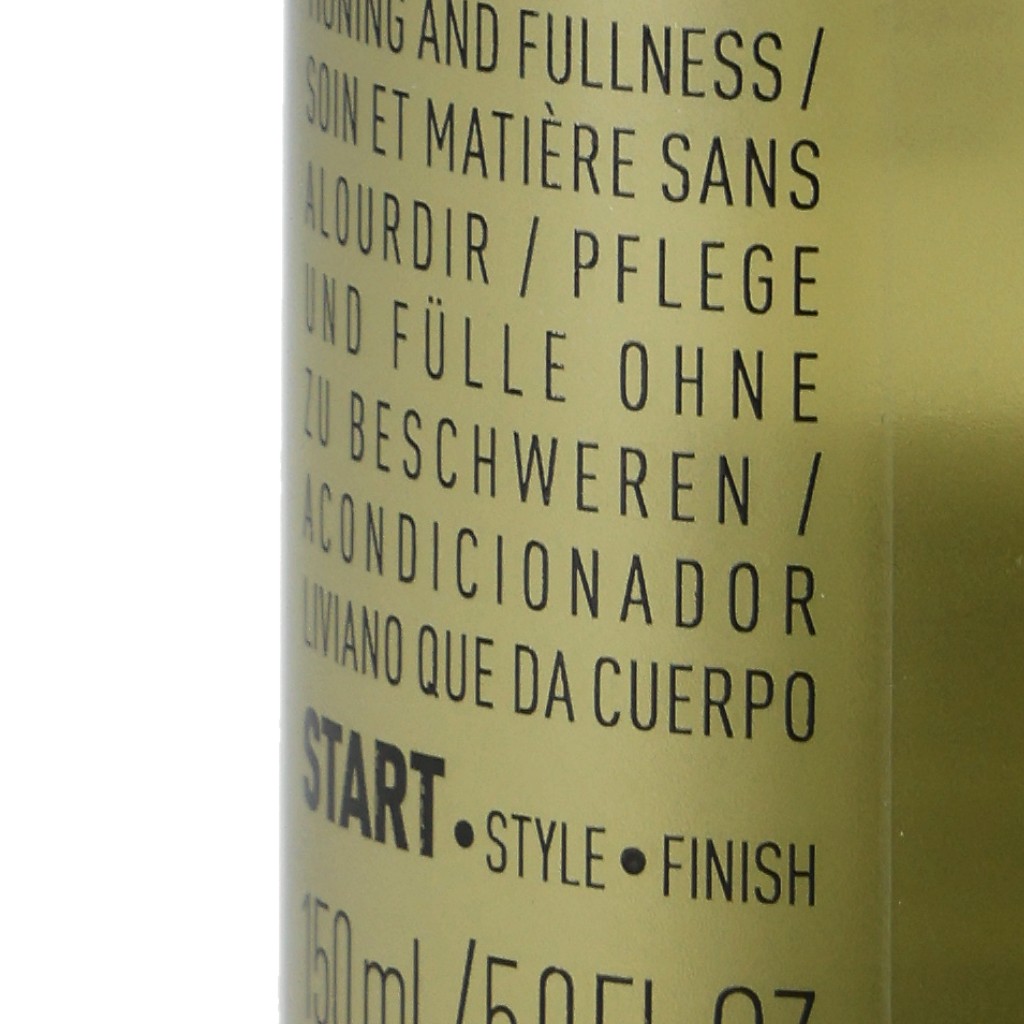 AND FULLNESS /
SOIN ET MATIÈRE SANS
ALOURDIR / PFLEGE
UND FÜLLE OHNE
ZU BESCHWEREN /
ACONDICIONADOR
LIVIANO QUE DA CUERPO
START • STYLE • FINISH
150ml / 5.0 FL OZ